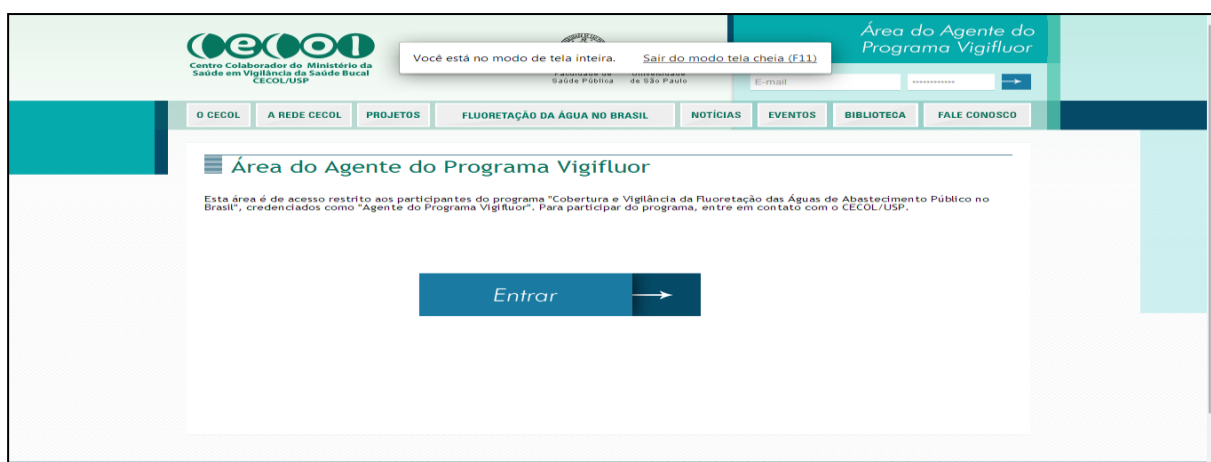 cecol
Centro Colaborador do Ministério da
Saúde em Vigilância da Saúde Bucal
CECOL/USP
Você está no modo de tela inteira. Sair do modo tela cheia (F11)
Faculdade de Universidade
Saúde Pública de São Paulo
Área do Agente do
Programa Vigifluor
E-mail
O CECOL A REDE CECOL PROJETOS FLUORETAÇÃO DA ÁGUA NO BRASIL NOTÍCIAS EVENTOS BIBLIOTECA FALE CONOSCO
Área do Agente do Programa Vigifluor
Esta área é de acesso restrito aos participantes do programa "Cobertura e Vigilância da Fluoretação das Águas de Abastecimento Público no
Brasil", credenciados como "Agente do Programa Vigifluor". Para participar do programa, entre em contato com o CECOL/USP.
Entrar